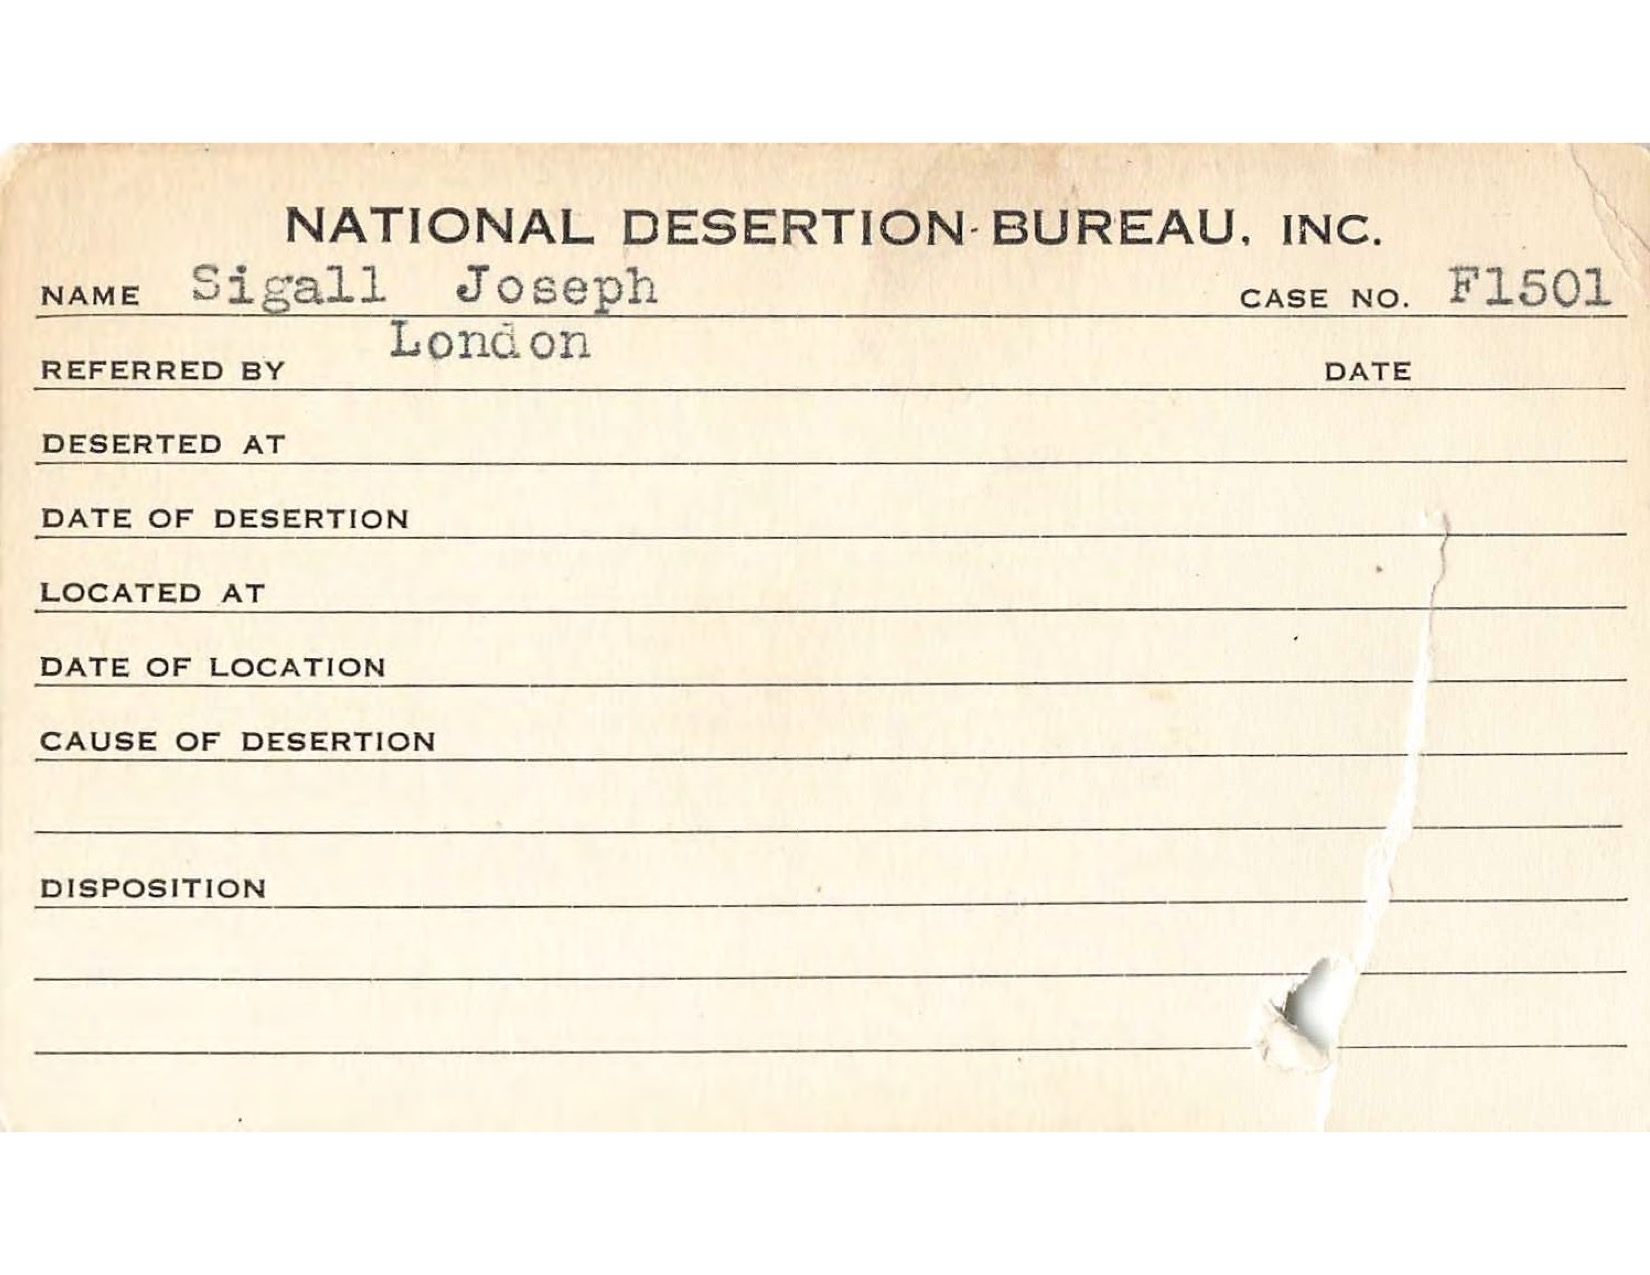 NATIONAL DESERTION BUREAU, INC.
NAME Sigall Joseph CASE NO. F1501
REFERRED BY London DATE
DESERTED AT
DATE OF DESERTION
LOCATED AT
DATE OF LOCATION
CAUSE OF DESERTION
DISPOSITION